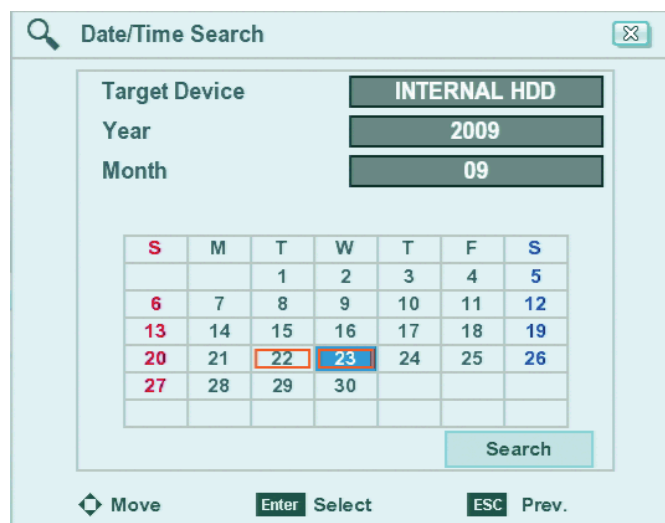 Date/Time Search
Target Device INTERNAL HDD
Year 2009
Month 09
S M T W T F S
1 2 3 4 5
6 7 8 9 10 11 12
13 14 15 16 17 18 19
20 21 22 23 24 25 26
27 28 29 30
Search
Move Enter Select ESC Prev.